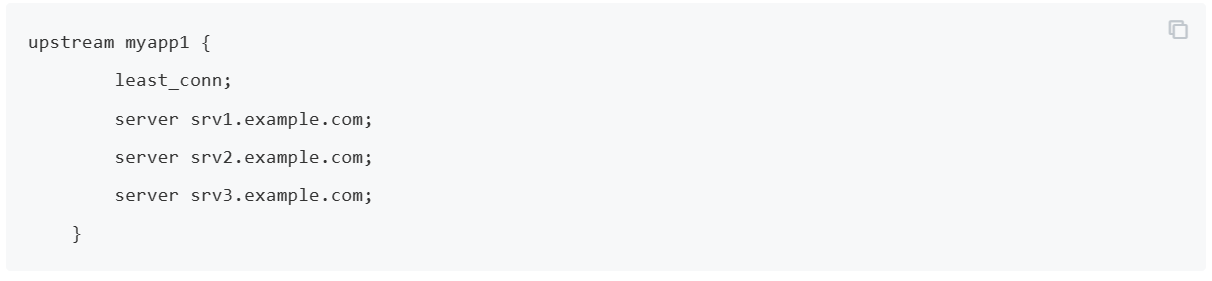 upstream myapp1 {
        least_conn;
        server srv1.example.com;
        server srv2.example.com;
        server srv3.example.com;
    }